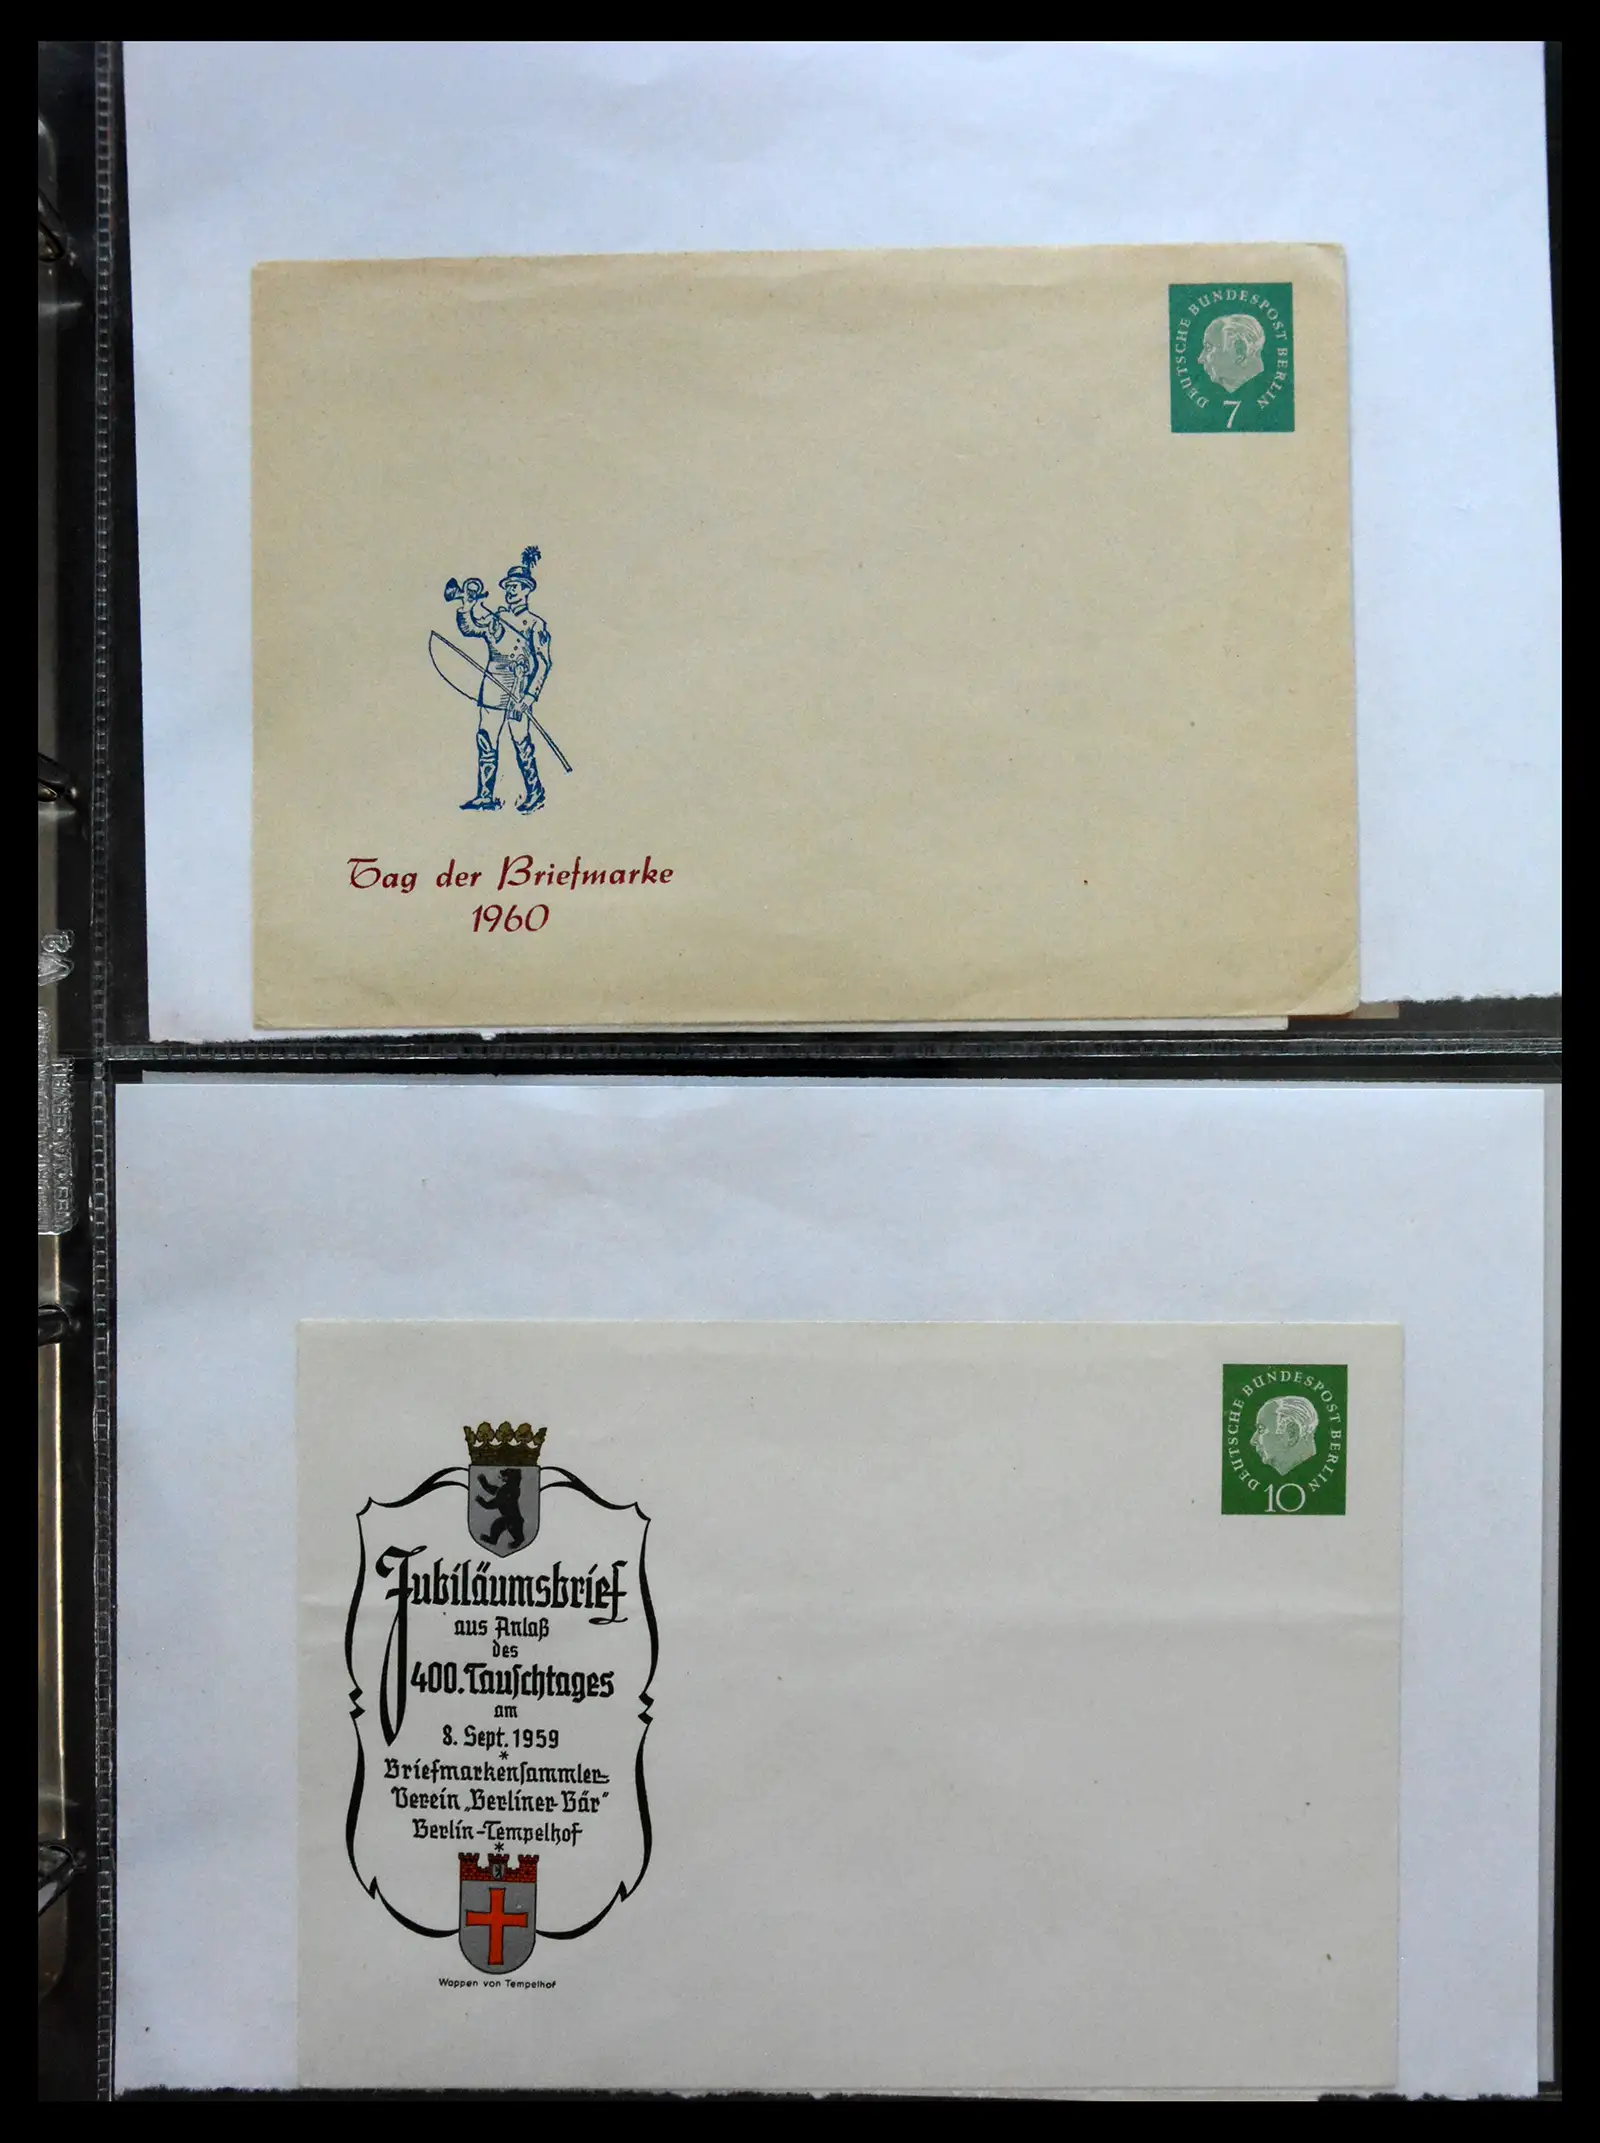 DEUTSCHE BUNDESPOST BERLIN
7
Tag der Briefmarke
1960
DEUTSCHE BUNDESPOST BERLIN
10
Jubiläumsbrief
aus Anlaß
des
400. Tauschtages
am
8. Sept. 1959
*
Briefmarkensammler-
Verein „Berliner Bär"
Berlin-Tempelhof
*
Wappen von Tempelhof